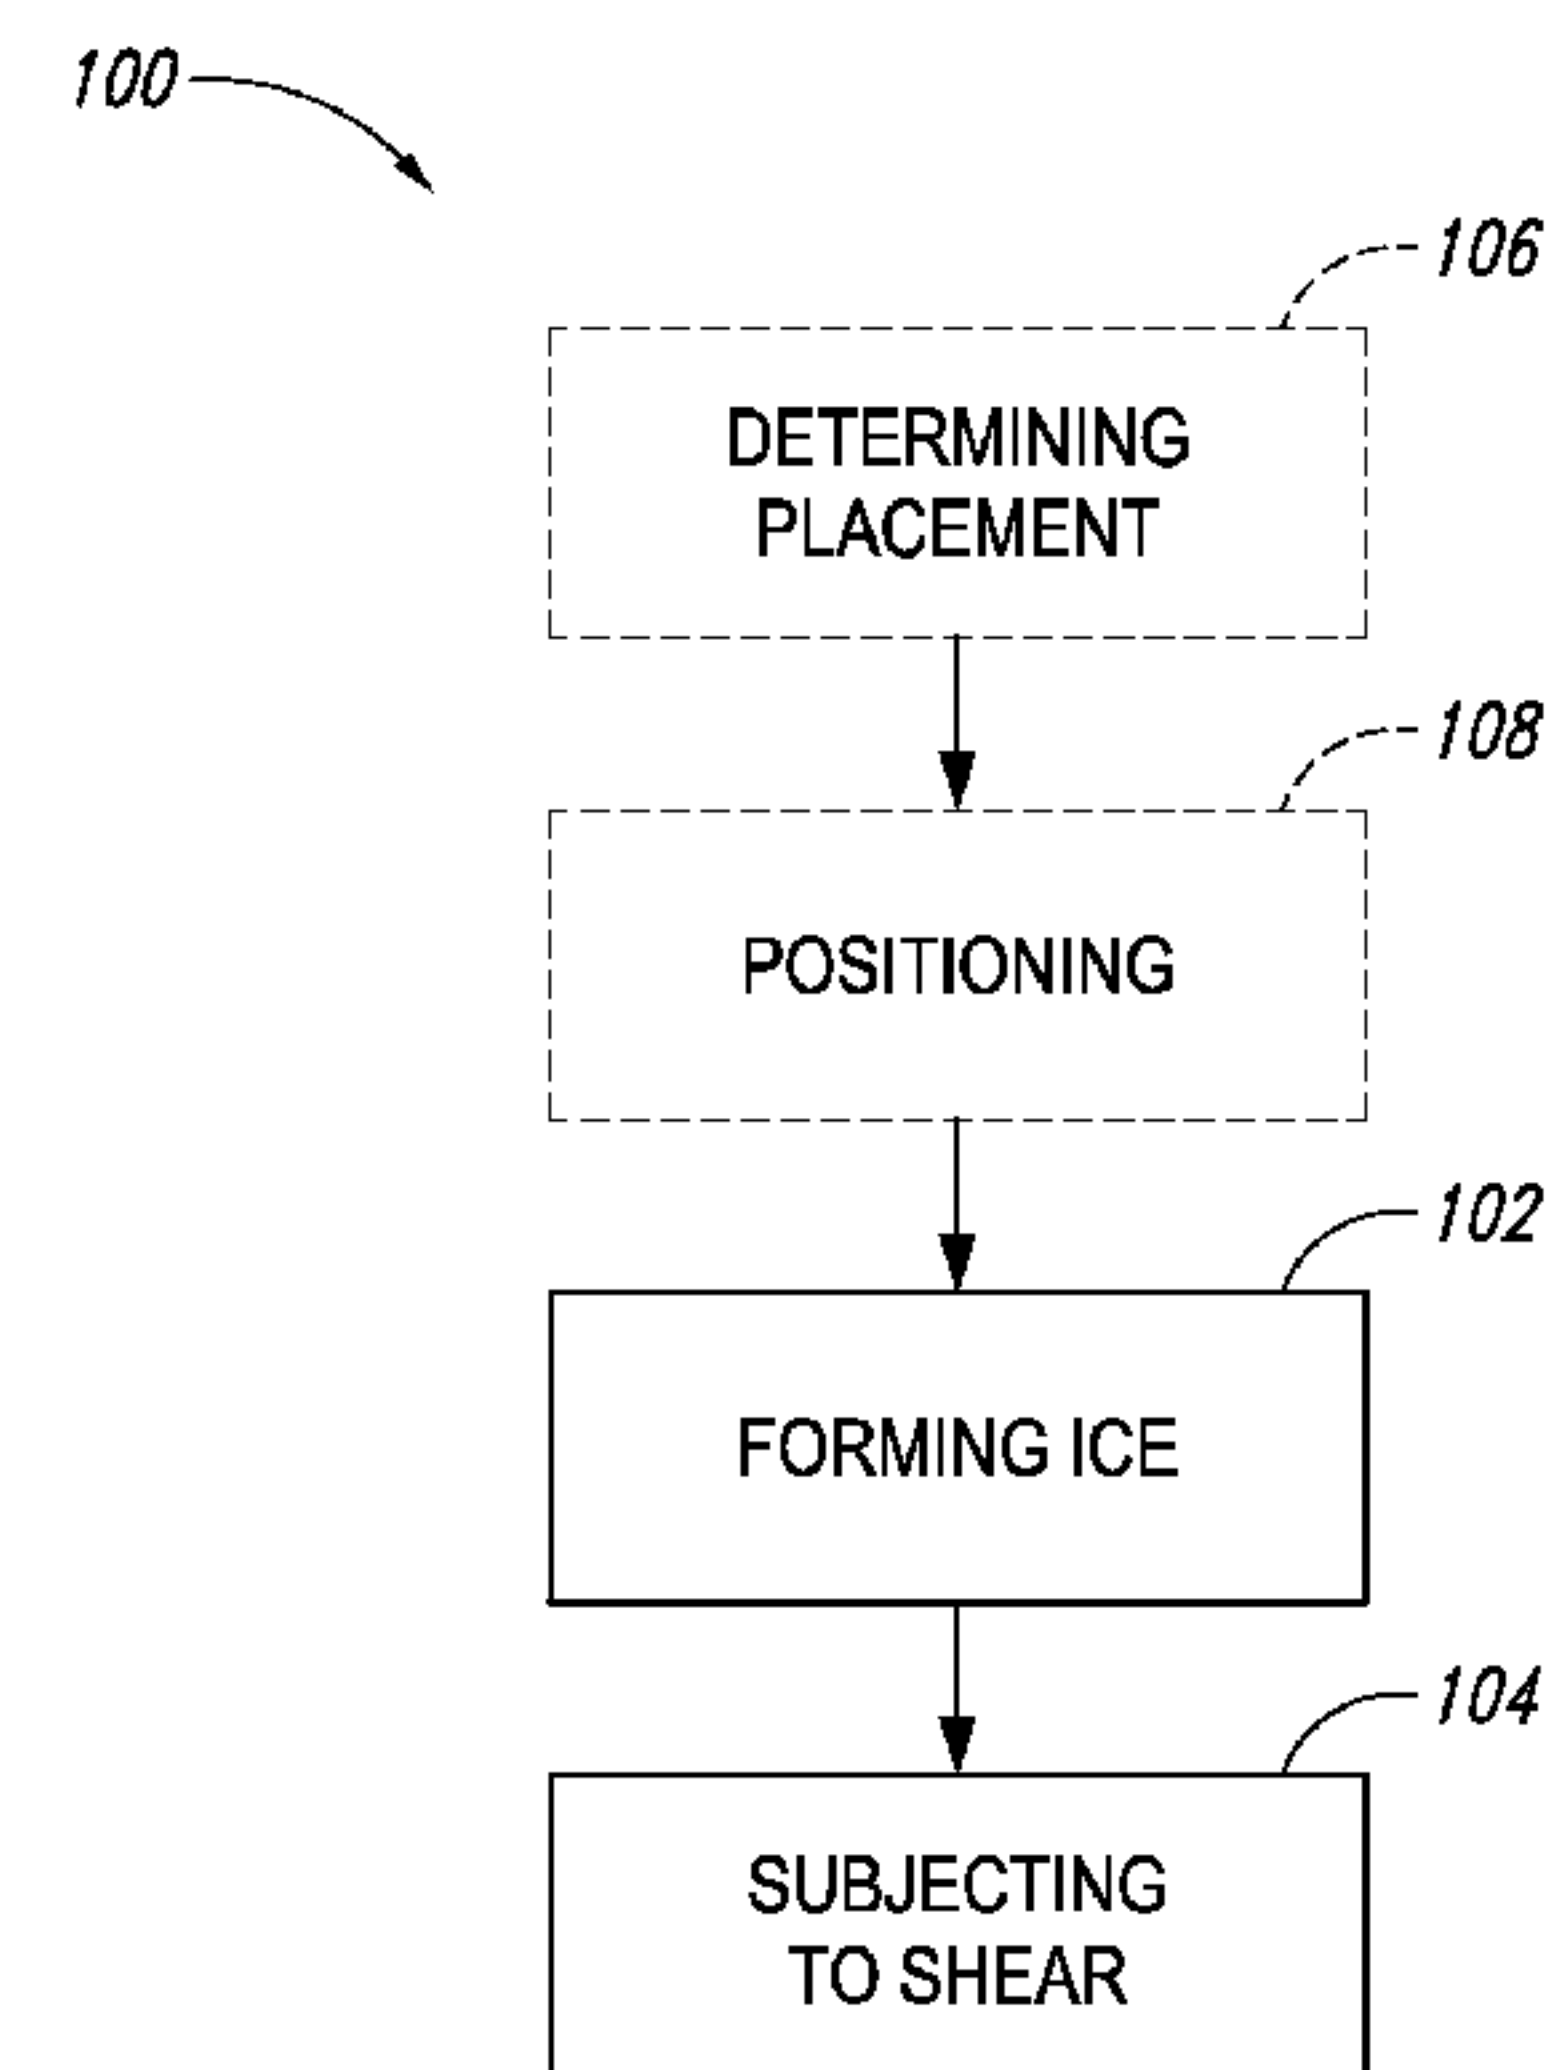 100
106
DETERMINING
PLACEMENT
108
POSITIONING
102
FORMING ICE
104
SUBJECTING
TO SHEAR